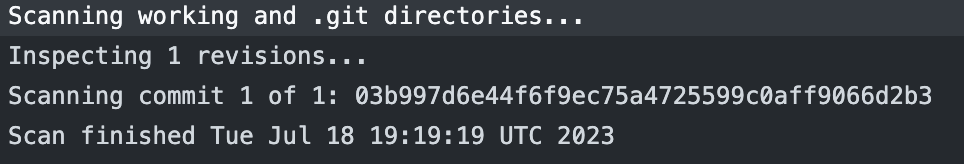 Scanning working and .git directories...
Inspecting 1 revisions...
Scanning commit 1 of 1: 03b997d6e44f6f9ec75a4725599c0aff9066d2b3
Scan finished Tue Jul 18 19:19:19 UTC 2023